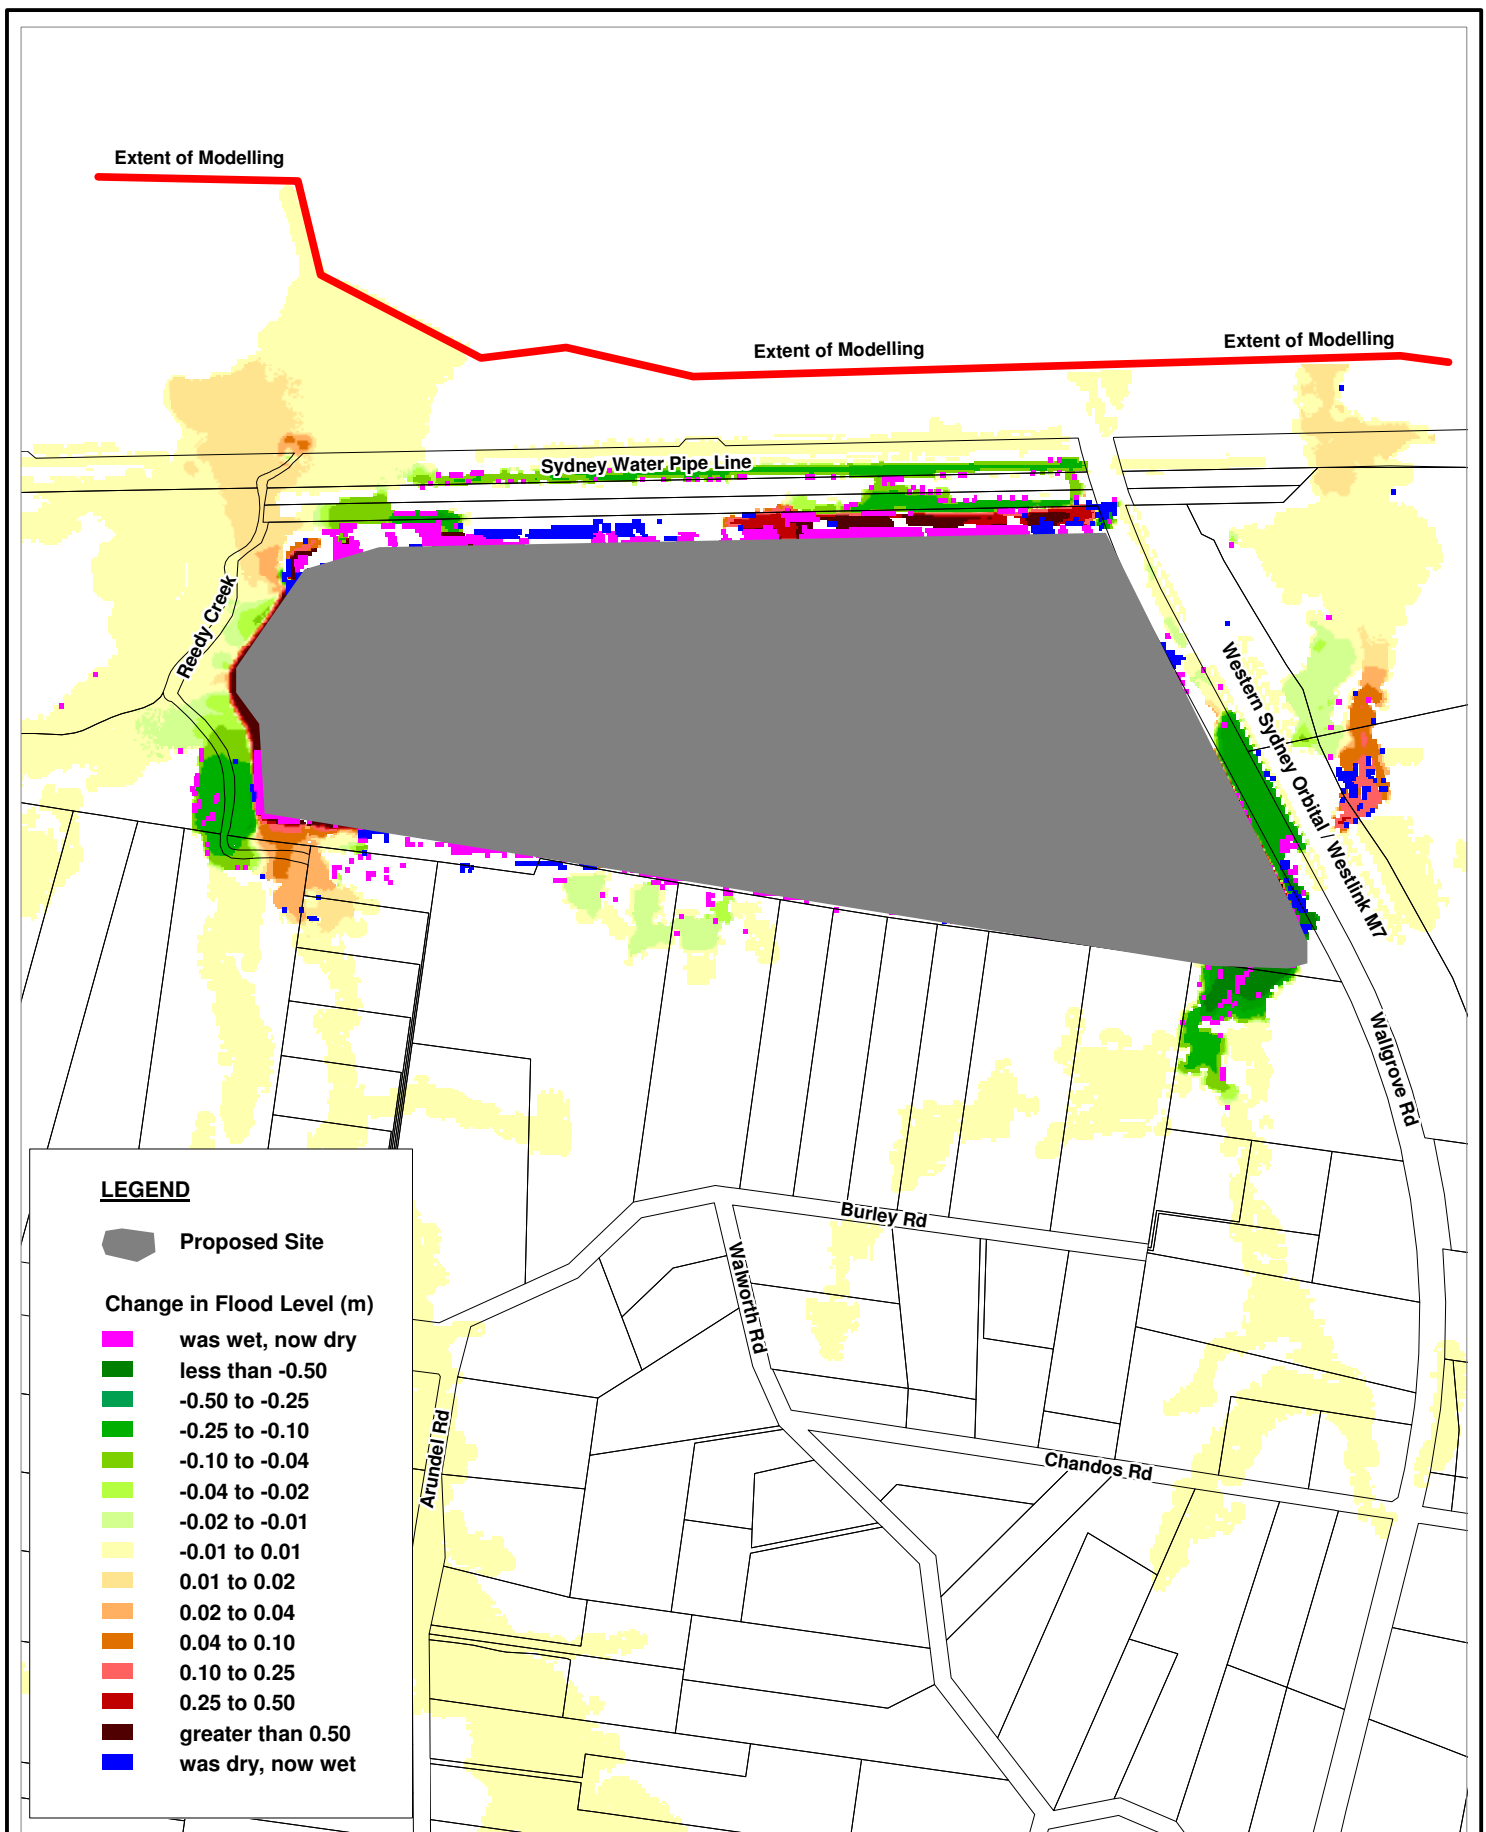 Extent of Modelling
Extent of Modelling
Extent of Modelling
Sydney Water Pipe Line
Reedy Creek
Western Sydney Orbital / Westlink M7
Wallgrove Rd
Burley Rd
Walworth Rd
Arundel Rd
Chandos Rd
LEGEND
Proposed Site
Change in Flood Level (m)
was wet, now dry
less than -0.50
-0.50 to -0.25
-0.25 to -0.10
-0.10 to -0.04
-0.04 to -0.02
-0.02 to -0.01
-0.01 to 0.01
0.01 to 0.02
0.02 to 0.04
0.04 to 0.10
0.10 to 0.25
0.25 to 0.50
greater than 0.50
was dry, now wet